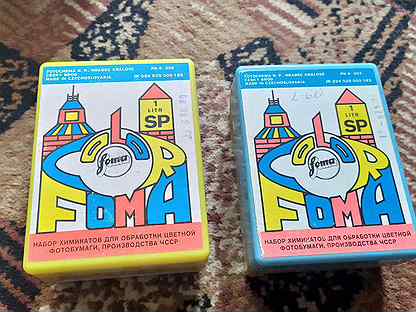 FOTOCHEMA N. P., HRADEC KRÁLOVÉ
MADE IN CZECHOSLOVAKIA
1
LITR
SP
COLOR
foma
FOMA
НАБОР ХИМИКАТОВ ДЛЯ ОБРАБОТКИ ЦВЕТНОЙ
ФОТОБУМАГИ, ПРОИЗВОДСТВА ЧССР
FOTOCHEMA N. P., HRADEC KRÁLOVÉ
MADE IN CZECHOSLOVAKIA
1
LITR
SP
COLOR
foma
FOMA
НАБОР ХИМИКАТОВ ДЛЯ ОБРАБОТКИ ЦВЕТНОЙ
ФОТОБУМАГИ, ПРОИЗВОДСТВА ЧССР